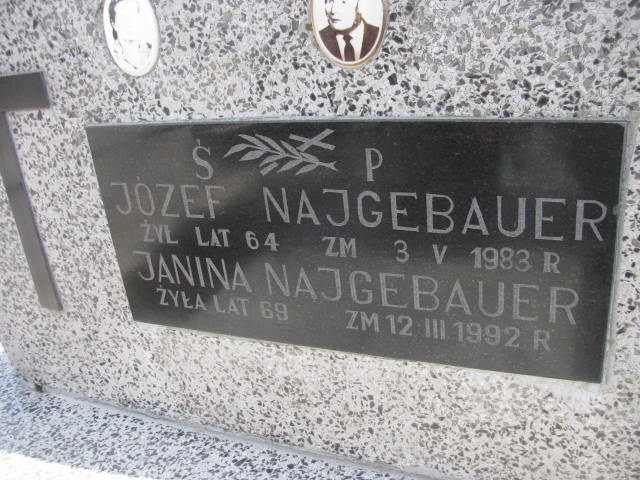 Ś P
JÓZEF NAJGEBAUER
ŻYŁ LAT 64 ZM 3 V 1983 R
JANINA NAJGEBAUER
ŻYŁA LAT 69 ZM 12 III 1992 R